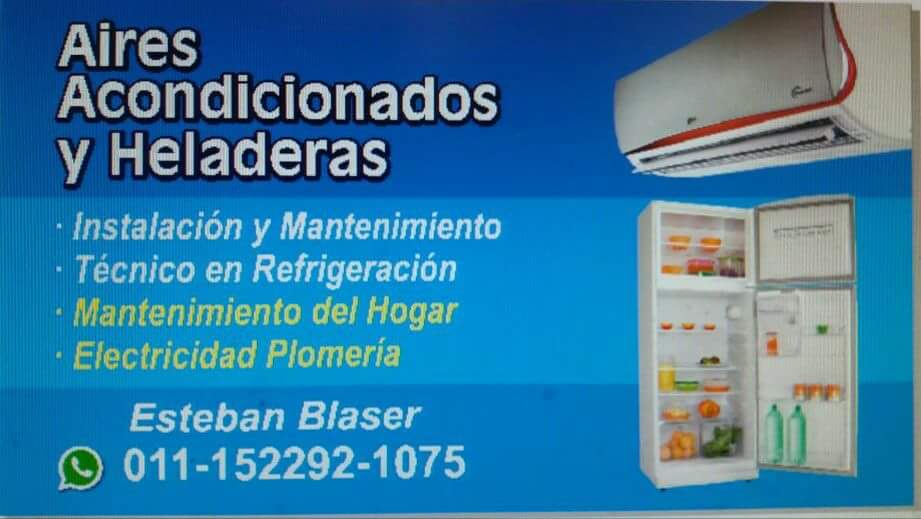 Aires
Acondicionados
y Heladeras
· Instalación y Mantenimiento
· Técnico en Refrigeración
· Mantenimiento del Hogar
· Electricidad Plomería
Esteban Blaser
011-152292-1075